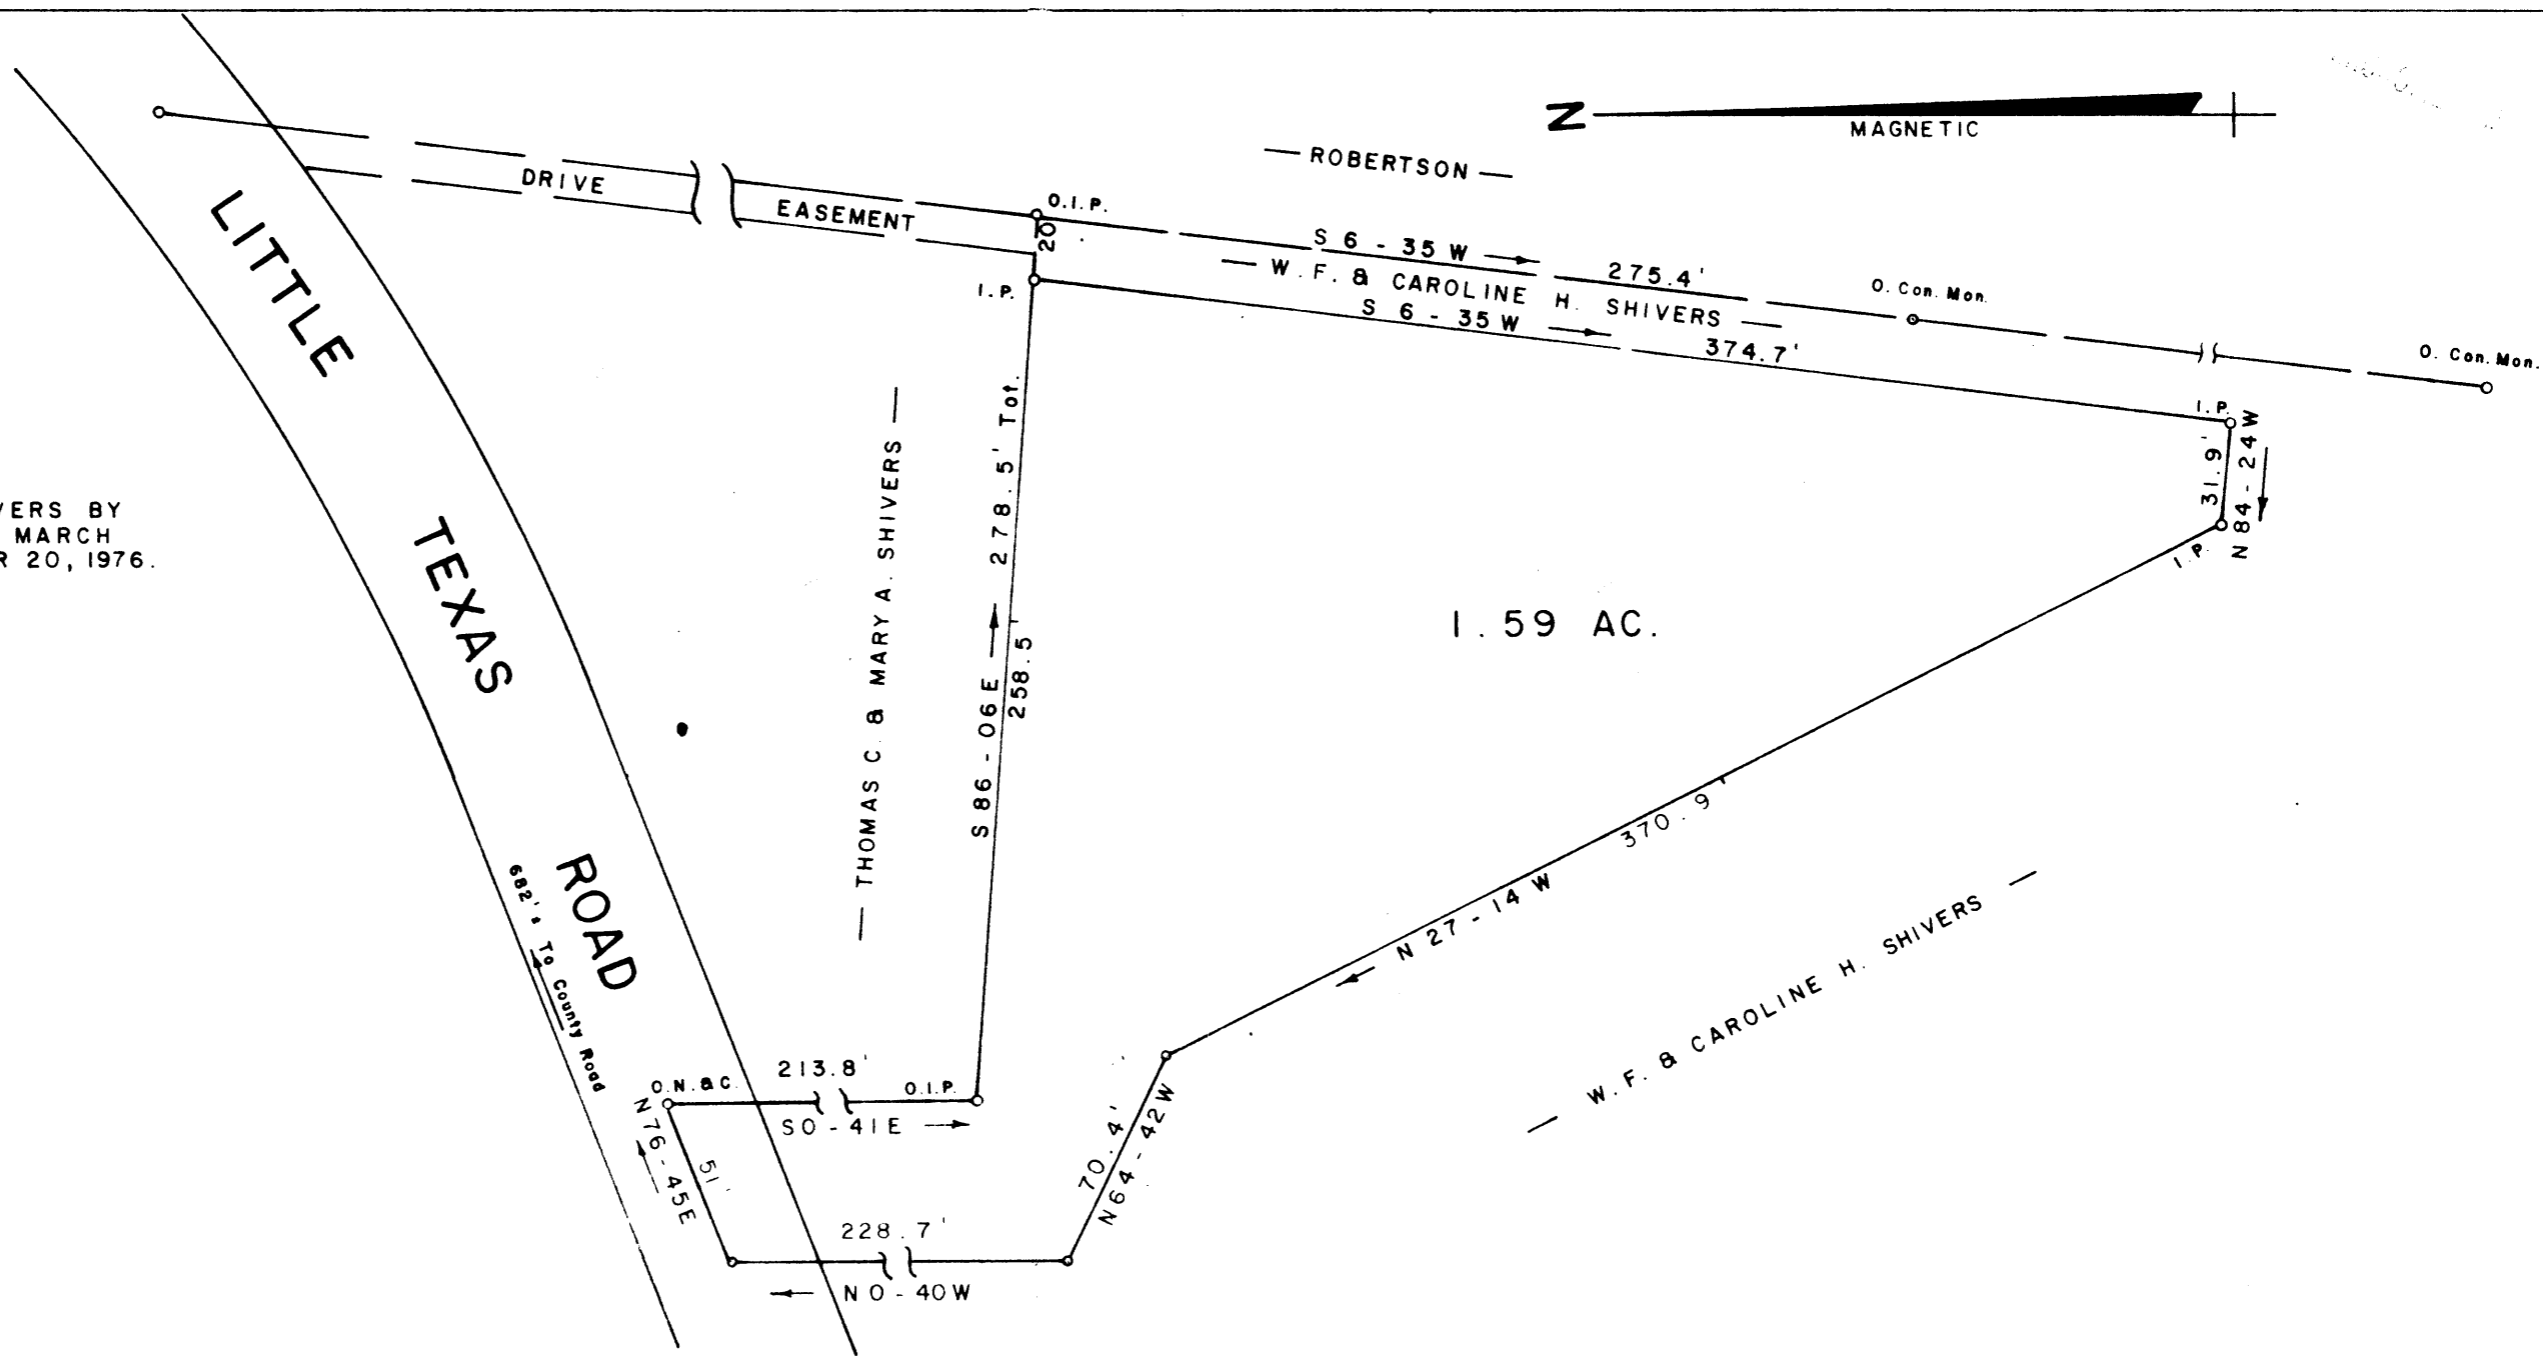 N
MAGNETIC
— ROBERTSON —
DRIVE
EASEMENT
O.I.P.
20'
I.P.
S 6 - 35 W
275.4'
O. Con. Mon.
O. Con. Mon.
— W. F. & CAROLINE H. SHIVERS —
S 6 - 35 W
374.7'
I.P.
31.9'
N 84 - 24 W
I.P.
LITTLE
TEXAS
ROAD
VERS BY
MARCH
R 20, 1976.
— THOMAS C. & MARY A. SHIVERS —
S 86 - 06 E
278.5' Tot.
258.5'
1.59 AC.
N 27 - 14 W
370.9'
— W. F. & CAROLINE H. SHIVERS —
682'± To County Road
O.N.&C.
213.8'
O.I.P.
S 0 - 41 E
N 76 - 45 E
51'
70.4'
N 64 - 42 W
228.7'
N 0 - 40 W